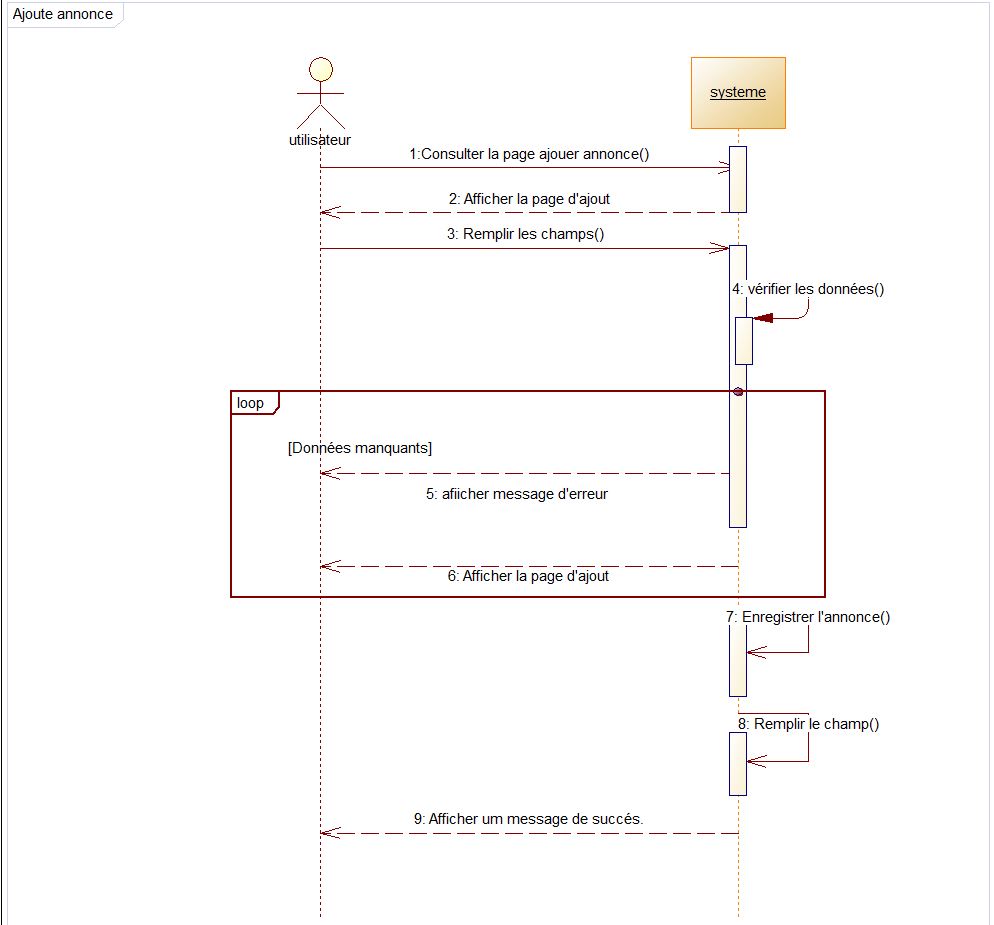 Ajoute annonce
systeme
utilisateur
1:Consulter la page ajouer annonce()
2: Afficher la page d'ajout
3: Remplir les champs()
4: vérifier les données()
loop
[Données manquants]
5: afiicher message d'erreur
6: Afficher la page d'ajout
7: Enregistrer l'annonce()
8: Remplir le champ()
9: Afficher um message de succés.